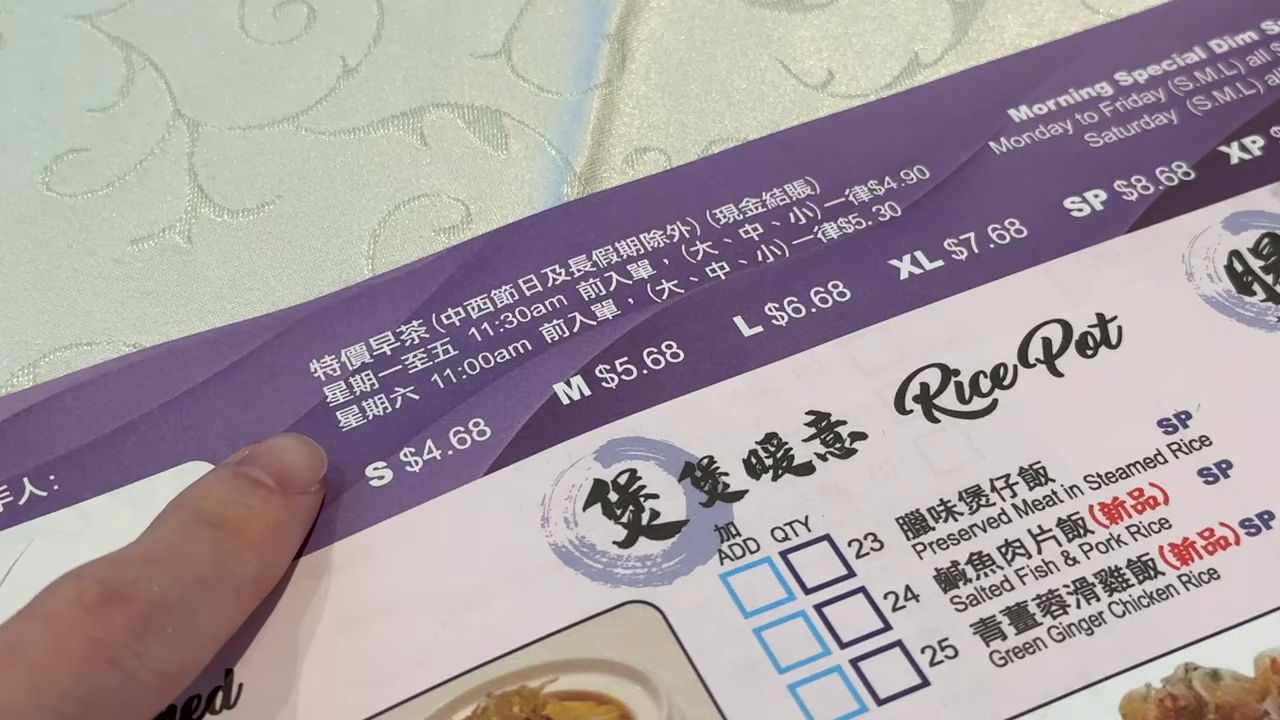 Morning Special Dim S
Monday to Friday (S.M.L) all
Saturday (S.M.L)
特價早茶 (中西節日及長假期除外) (現金結賬)
星期一至五 11:30am 前入單, (大、中、小) 一律$4.90
星期六 11:00am 前入單, (大、中、小) 一律$5.30
S $4.68 M $5.68 L $6.68 XL $7.68 SP $8.68 XP
人:
煲 煲暖意 Rice Pot
加
ADD QTY
23 臘味煲仔飯 SP
Preserved Meat in Steamed Rice
24 鹹魚肉片飯(新品) SP
Salted Fish & Pork Rice
25 青薑蓉滑雞飯(新品) SP
Green Ginger Chicken Rice